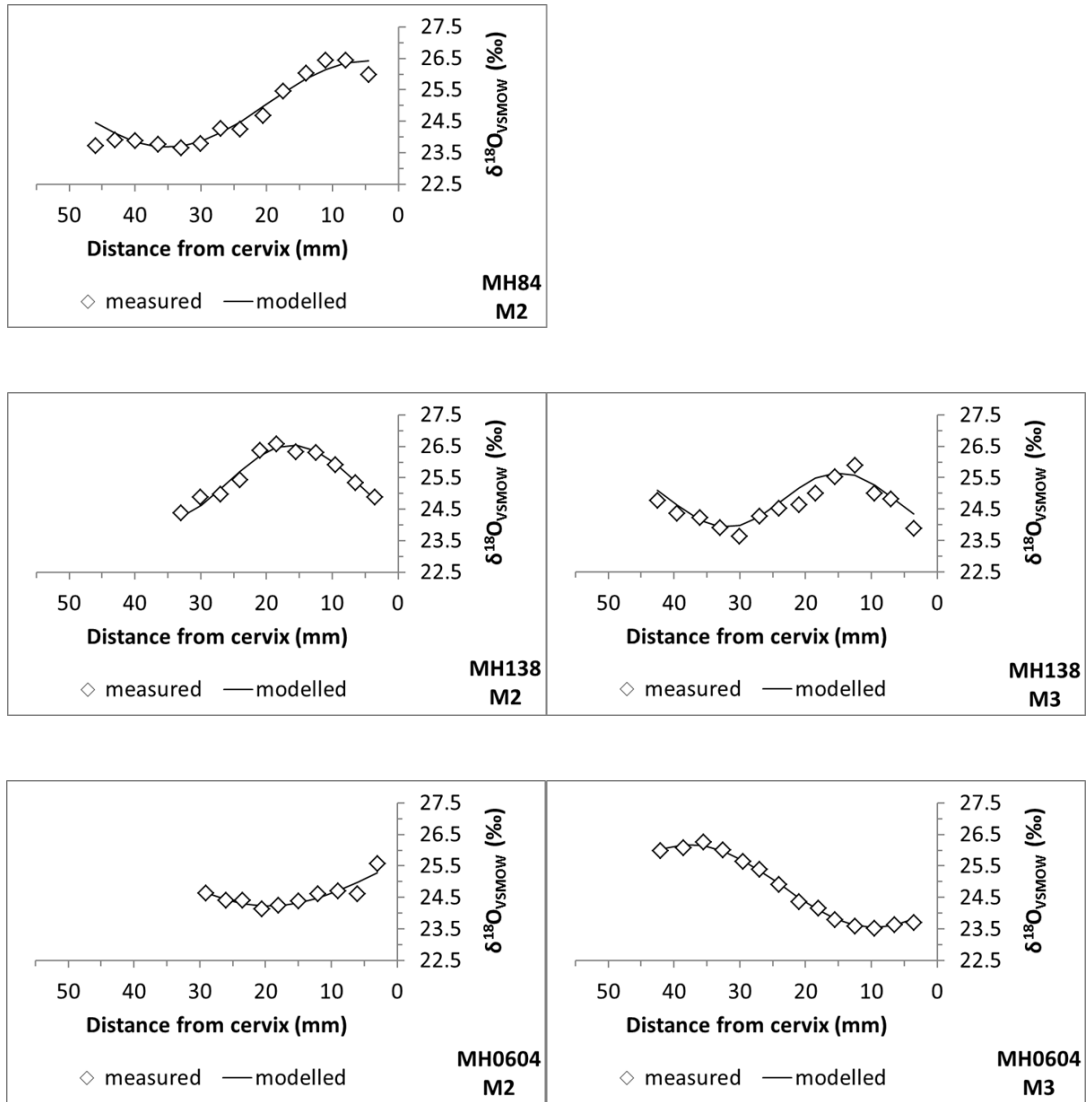 27.5
26.5
25.5
24.5
23.5
22.5
δ¹⁸O_VSMOW (‰)
50 40 30 20 10 0
Distance from cervix (mm)
◇ measured — modelled
MH84
M2
27.5
26.5
25.5
24.5
23.5
22.5
δ¹⁸O_VSMOW (‰)
50 40 30 20 10 0
Distance from cervix (mm)
◇ measured — modelled
MH138
M2
27.5
26.5
25.5
24.5
23.5
22.5
δ¹⁸O_VSMOW (‰)
50 40 30 20 10 0
Distance from cervix (mm)
◇ measured — modelled
MH138
M3
27.5
26.5
25.5
24.5
23.5
22.5
δ¹⁸O_VSMOW (‰)
50 40 30 20 10 0
Distance from cervix (mm)
◇ measured — modelled
MH0604
M2
27.5
26.5
25.5
24.5
23.5
22.5
δ¹⁸O_VSMOW (‰)
50 40 30 20 10 0
Distance from cervix (mm)
◇ measured — modelled
MH0604
M3